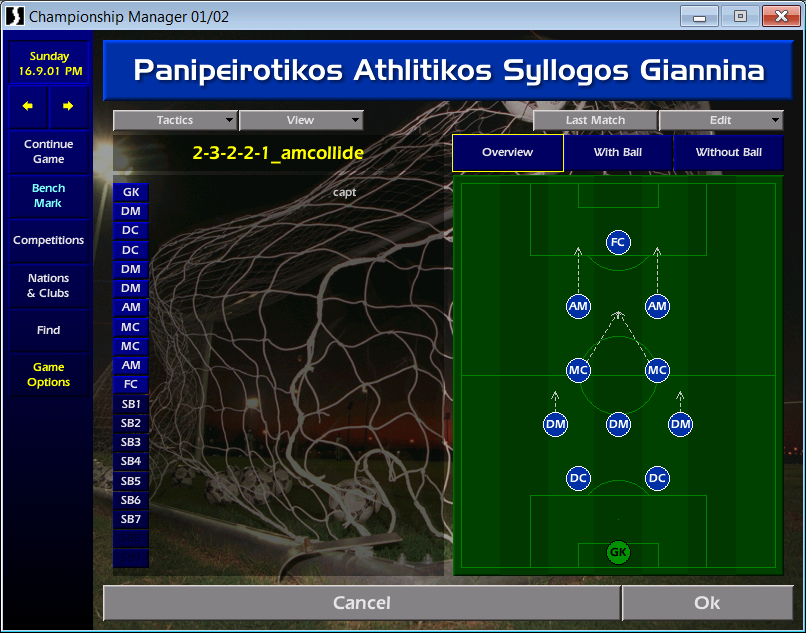 Championship Manager 01/02
Sunday
16.9.01 PM
Continue
Game
Bench
Mark
Competitions
Nations
& Clubs
Find
Game
Options
Panipeirotikos Athlitikos Syllogos Giannina
Tactics
View
Last Match
Edit
2-3-2-2-1_amcollide
Overview
With Ball
Without Ball
GK capt
DM
DC
DC
DM
DM
AM
MC
MC
AM
FC
SB1
SB2
SB3
SB4
SB5
SB6
SB7
FC
AM AM
MC MC
DM DM DM
DC DC
GK
Cancel
Ok